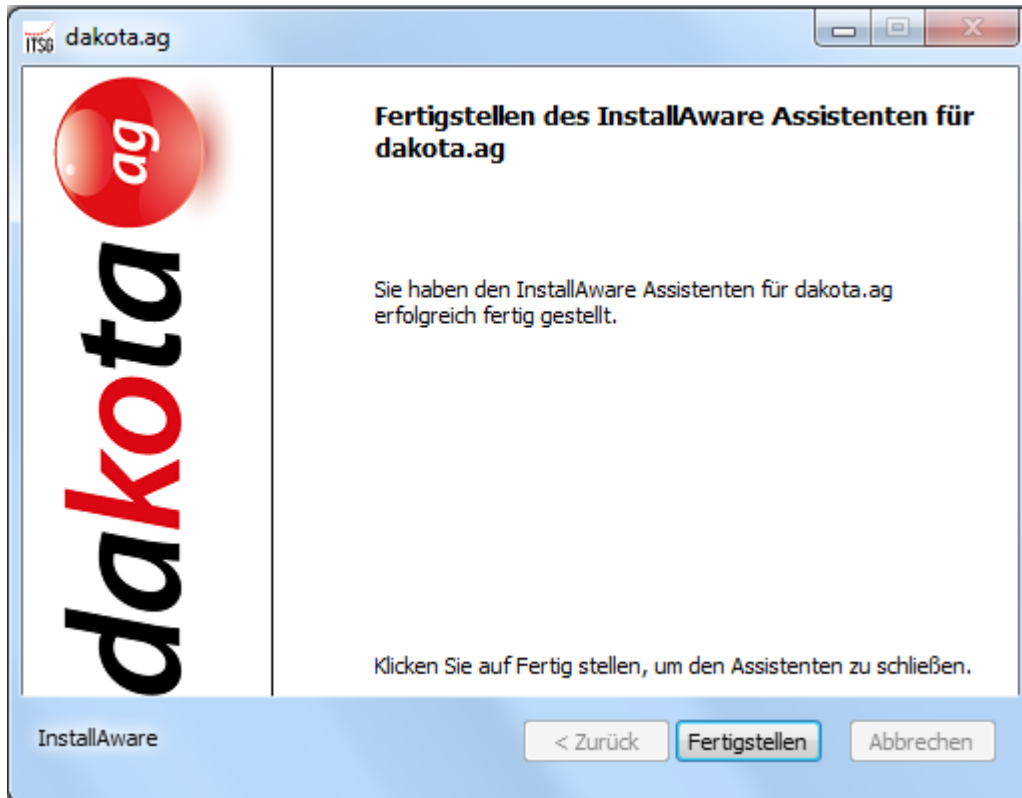 ITSG dakota.ag
dakota ag
Fertigstellen des InstallAware Assistenten für
dakota.ag
Sie haben den InstallAware Assistenten für dakota.ag
erfolgreich fertig gestellt.
Klicken Sie auf Fertig stellen, um den Assistenten zu schließen.
InstallAware
< Zurück Fertigstellen Abbrechen